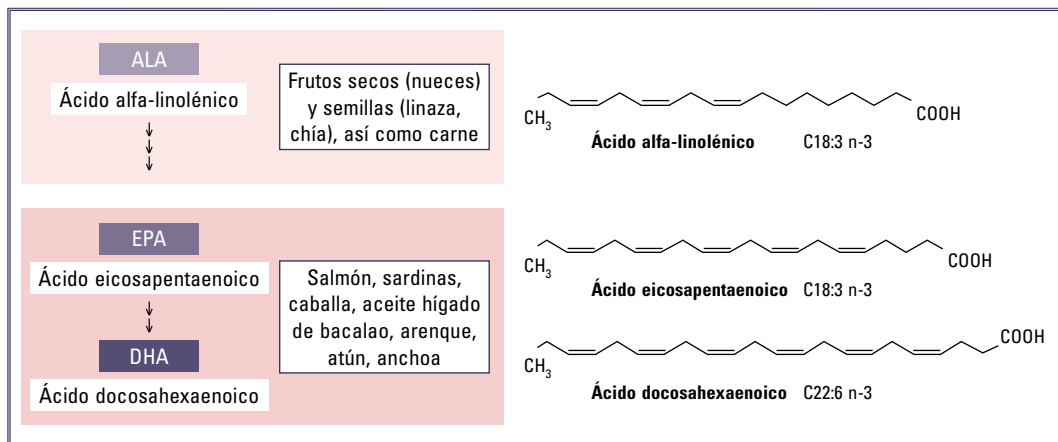 ALA
Ácido alfa-linolénico
Frutos secos (nueces)
y semillas (linaza,
chía), así como carne
CH3
COOH
Ácido alfa-linolénico C18:3 n-3
EPA
Ácido eicosapentaenoico
DHA
Ácido docosahexaenoico
Salmón, sardinas,
caballa, aceite hígado
de bacalao, arenque,
atún, anchoa
CH3
COOH
Ácido eicosapentaenoico C18:3 n-3
CH3
COOH
Ácido docosahexaenoico C22:6 n-3